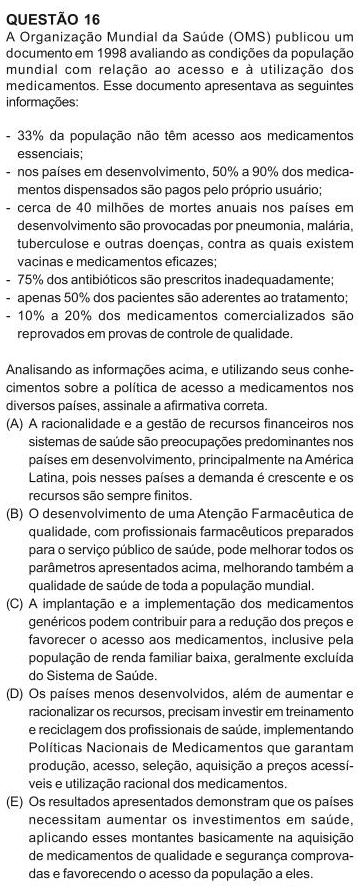 QUESTÃO 16
A Organização Mundial da Saúde (OMS) publicou um
documento em 1998 avaliando as condições da população
mundial com relação ao acesso e à utilização dos
medicamentos. Esse documento apresentava as seguintes
informações:
- 33% da população não têm acesso aos medicamentos
essenciais;
- nos países em desenvolvimento, 50% a 90% dos medica-
mentos dispensados são pagos pelo próprio usuário;
- cerca de 40 milhões de mortes anuais nos países em
desenvolvimento são provocadas por pneumonia, malária,
tuberculose e outras doenças, contra as quais existem
vacinas e medicamentos eficazes;
- 75% dos antibióticos são prescritos inadequadamente;
- apenas 50% dos pacientes são aderentes ao tratamento;
- 10% a 20% dos medicamentos comercializados são
reprovados em provas de controle de qualidade.
Analisando as informações acima, e utilizando seus conhe-
cimentos sobre a política de acesso a medicamentos nos
diversos países, assinale a afirmativa correta.
(A) A racionalidade e a gestão de recursos financeiros nos
sistemas de saúde são preocupações predominantes nos
países em desenvolvimento, principalmente na América
Latina, pois nesses países a demanda é crescente e os
recursos são sempre finitos.
(B) O desenvolvimento de uma Atenção Farmacêutica de
qualidade, com profissionais farmacêuticos preparados
para o serviço público de saúde, pode melhorar todos os
parâmetros apresentados acima, melhorando também a
qualidade de saúde de toda a população mundial.
(C) A implantação e a implementação dos medicamentos
genéricos podem contribuir para a redução dos preços e
favorecer o acesso aos medicamentos, inclusive pela
população de renda familiar baixa, geralmente excluída
do Sistema de Saúde.
(D) Os países menos desenvolvidos, além de aumentar e
racionalizar os recursos, precisam investir em treinamento
e reciclagem dos profissionais de saúde, implementando
Políticas Nacionais de Medicamentos que garantam
produção, acesso, seleção, aquisição a preços acessí-
veis e utilização racional dos medicamentos.
(E) Os resultados apresentados demonstram que os países
necessitam aumentar os investimentos em saúde,
aplicando esses montantes basicamente na aquisição
de medicamentos de qualidade e segurança comprova-
das e favorecendo o acesso da população a eles.